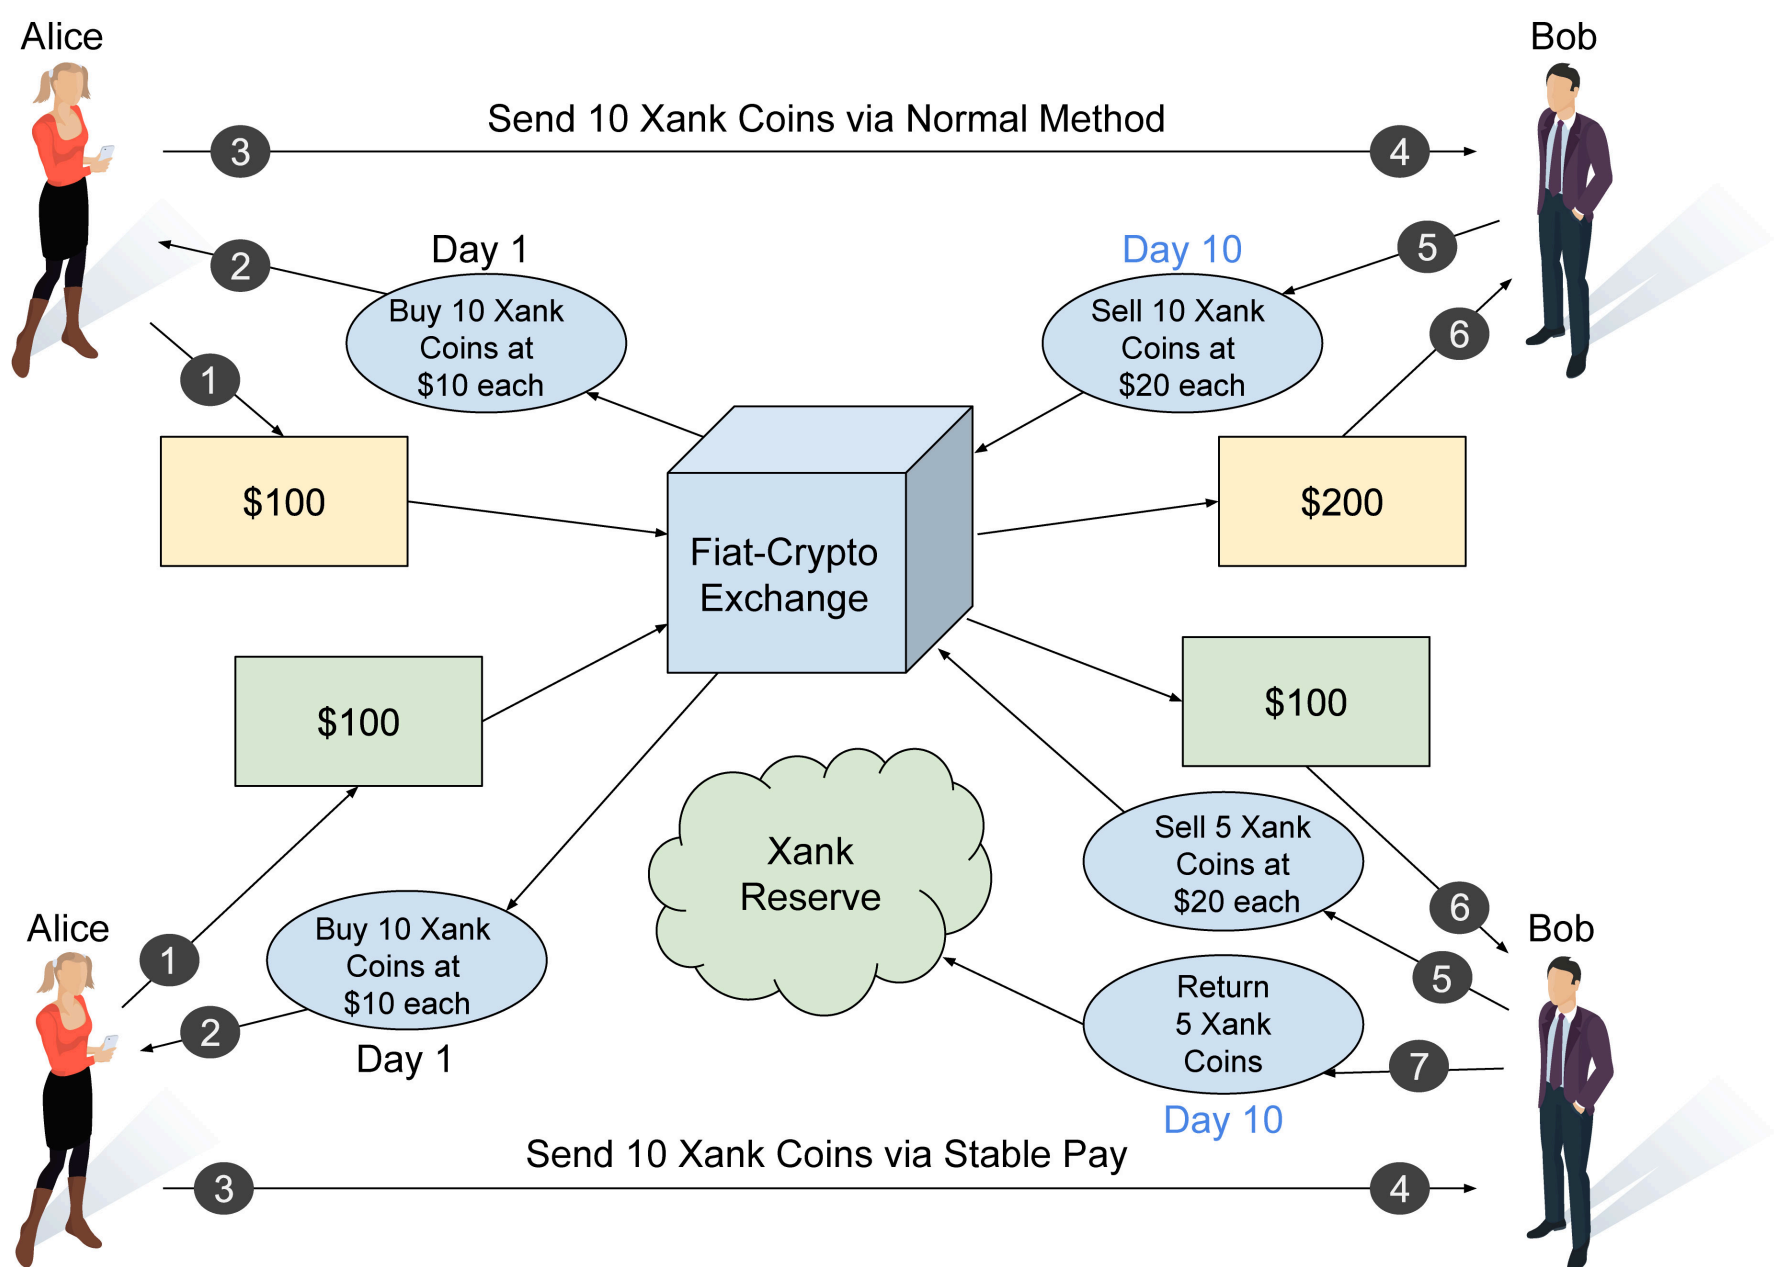 Alice
Bob
Send 10 Xank Coins via Normal Method
3
4
Day 1
Day 10
2
5
Buy 10 Xank
Coins at
$10 each
Sell 10 Xank
Coins at
$20 each
1
6
$100
$200
Fiat-Crypto
Exchange
$100
$100
Xank
Reserve
Sell 5 Xank
Coins at
$20 each
Alice
1
Buy 10 Xank
Coins at
$10 each
6
Bob
5
2
Day 1
Return
5 Xank
Coins
7
Day 10
Send 10 Xank Coins via Stable Pay
3
4